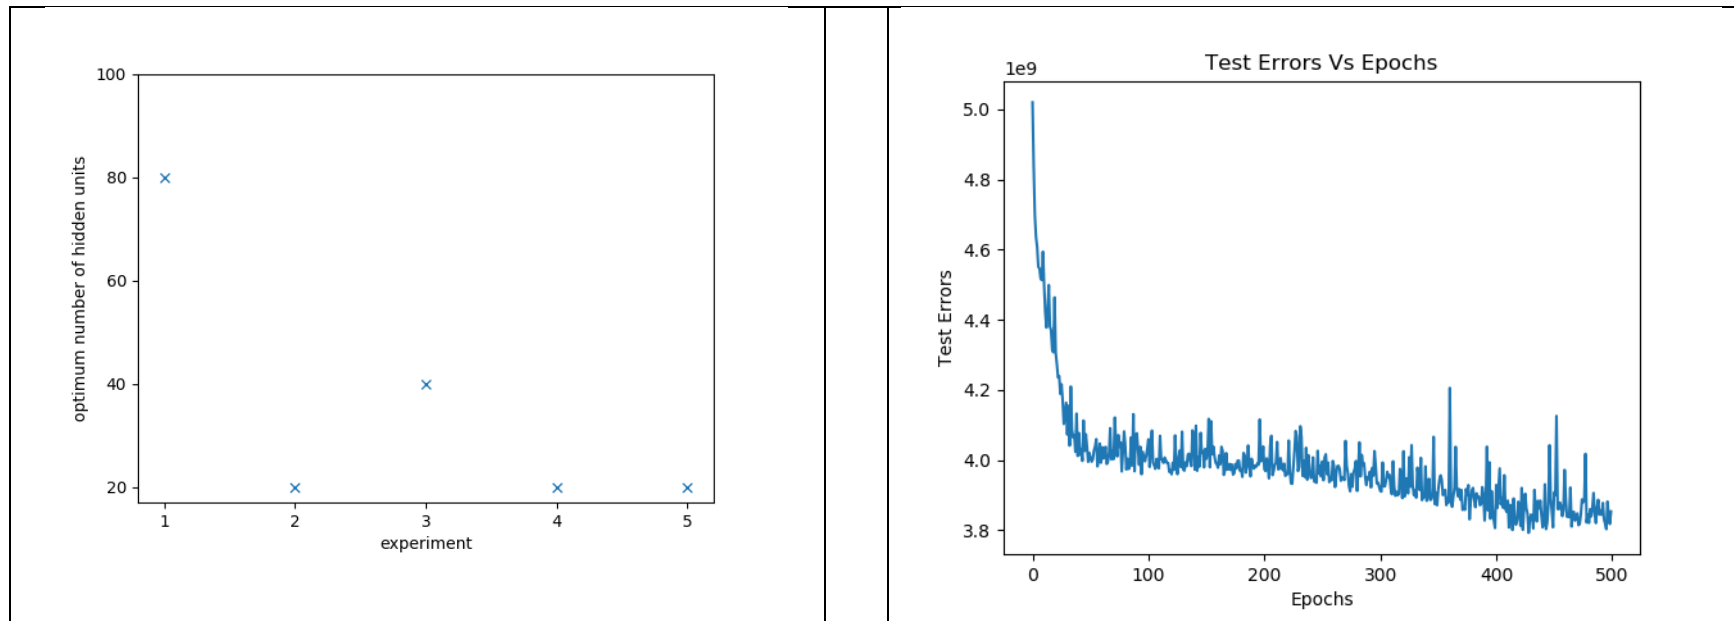 100
80
60
40
20
optimum number of hidden units
1 2 3 4 5
experiment
Test Errors Vs Epochs
1e9
5.0
4.8
4.6
4.4
4.2
4.0
3.8
Test Errors
0 100 200 300 400 500
Epochs